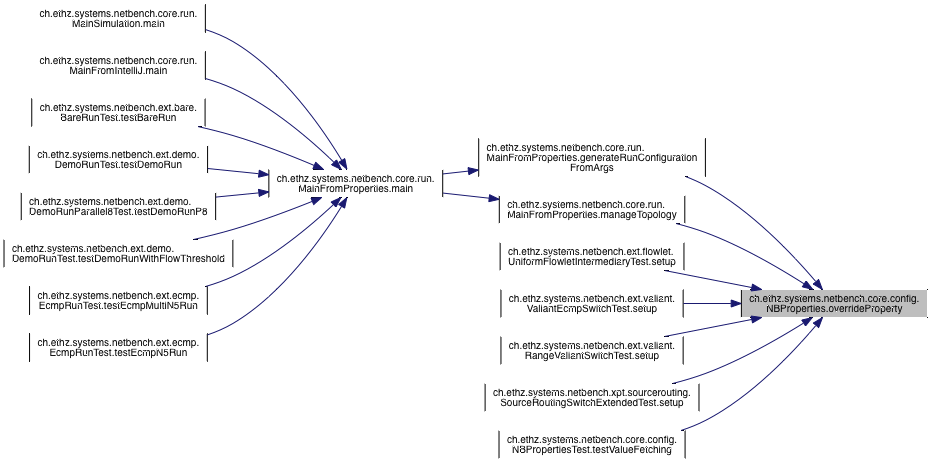 ch.ethz.systems.netbench.core.run.
MainSimulation.main
ch.ethz.systems.netbench.core.run.
MainFromIntelliJ.main
ch.ethz.systems.netbench.ext.bare.
BareRunTest.testBareRun
ch.ethz.systems.netbench.ext.demo.
DemoRunTest.testDemoRun
ch.ethz.systems.netbench.ext.demo.
DemoRunParallel8Test.testDemoRunP8
ch.ethz.systems.netbench.ext.demo.
DemoRunTest.testDemoRunWithFlowThreshold
ch.ethz.systems.netbench.ext.ecmp.
EcmpRunTest.testEcmpMultiN5Run
ch.ethz.systems.netbench.ext.ecmp.
EcmpRunTest.testEcmpN5Run
ch.ethz.systems.netbench.core.run.
MainFromProperties.main
ch.ethz.systems.netbench.core.run.
MainFromProperties.generateRunConfiguration
FromArgs
ch.ethz.systems.netbench.core.run.
MainFromProperties.manageTopology
ch.ethz.systems.netbench.ext.flowlet.
UniformFlowletIntermediaryTest.setup
ch.ethz.systems.netbench.ext.valiant.
ValiantEcmpSwitchTest.setup
ch.ethz.systems.netbench.ext.valiant.
RangeValiantSwitchTest.setup
ch.ethz.systems.netbench.xpt.sourcerouting.
SourceRoutingSwitchExtendedTest.setup
ch.ethz.systems.netbench.core.config.
NBPropertiesTest.testValueFetching
ch.ethz.systems.netbench.core.config.
NBProperties.overrideProperty